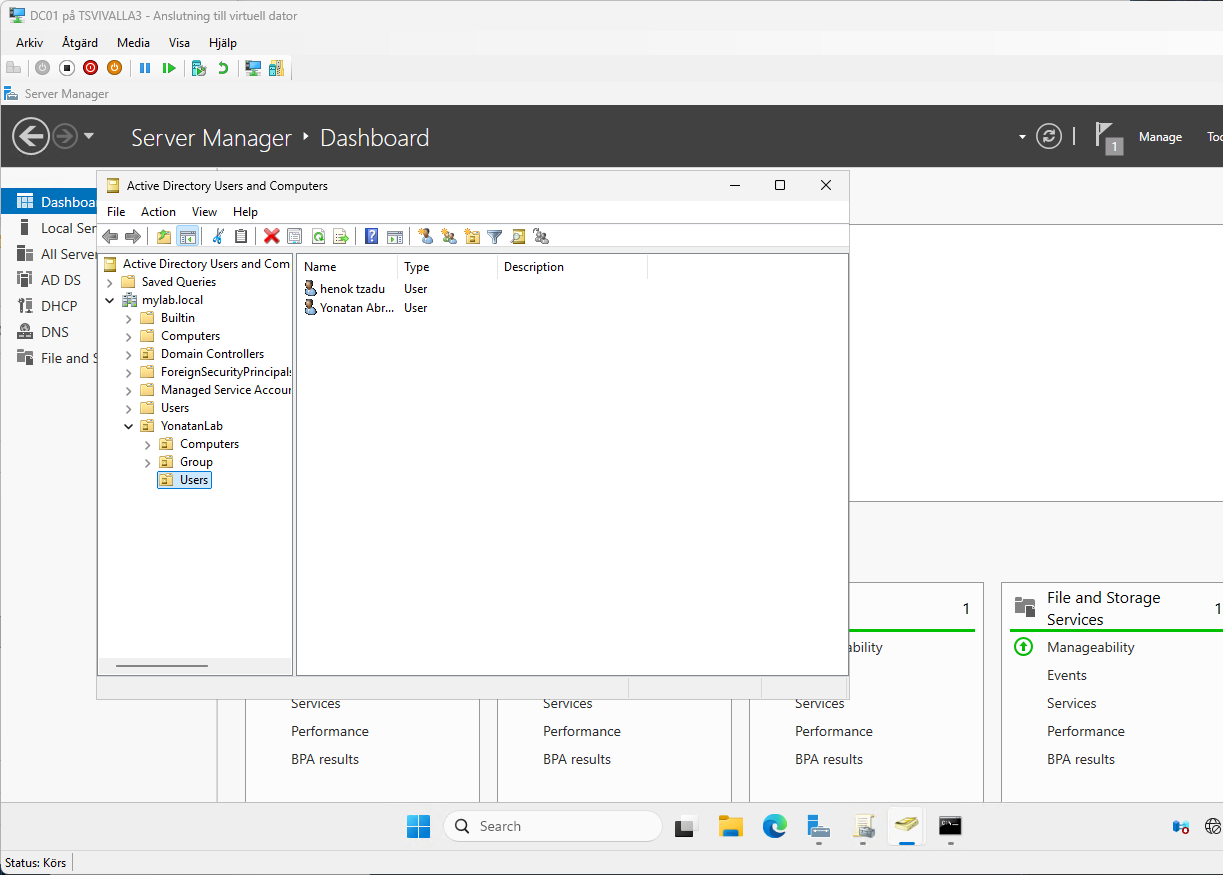 DC01 på TSVIVALLA3 - Anslutning till virtuell dator
Arkiv Åtgärd Media Visa Hjälp
Server Manager
Server Manager Dashboard
1 Manage
Active Directory Users and Computers
File Action View Help
Dashboa
Local Ser
All Server
AD DS
DHCP
DNS
File and S
Active Directory Users and Com
Saved Queries
mylab.local
Builtin
Computers
Domain Controllers
ForeignSecurityPrincipals
Managed Service Accour
Users
YonatanLab
Computers
Group
Users
Name Type Description
henok tzadu User
Yonatan Abr... User
Services
Performance
BPA results
Services
Performance
BPA results
1
ability
Services
Performance
BPA results
File and Storage
Services 1
Manageability
Events
Services
Performance
BPA results
Search
Status: Körs